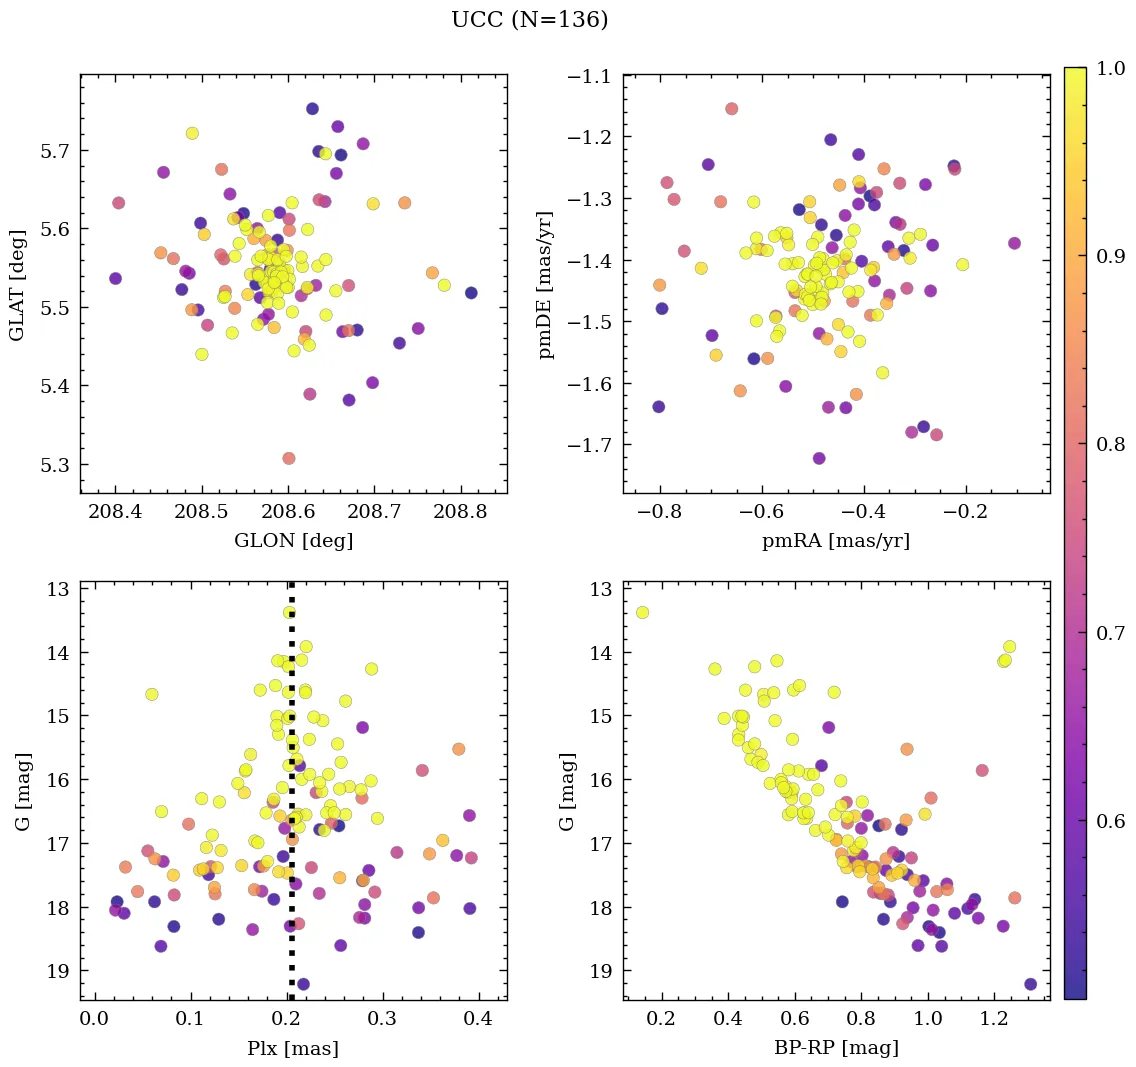 UCC (N=136)
5.7
5.6
5.5
5.4
5.3
GLAT [deg]
208.4 208.5 208.6 208.7 208.8
GLON [deg]
−1.1
−1.2
−1.3
−1.4
−1.5
−1.6
−1.7
pmDE [mas/yr]
−0.8 −0.6 −0.4 −0.2
pmRA [mas/yr]
1.0
0.9
0.8
0.7
0.6
13
14
15
16
17
18
19
G [mag]
0.0 0.1 0.2 0.3 0.4
Plx [mas]
13
14
15
16
17
18
19
G [mag]
0.2 0.4 0.6 0.8 1.0 1.2
BP-RP [mag]